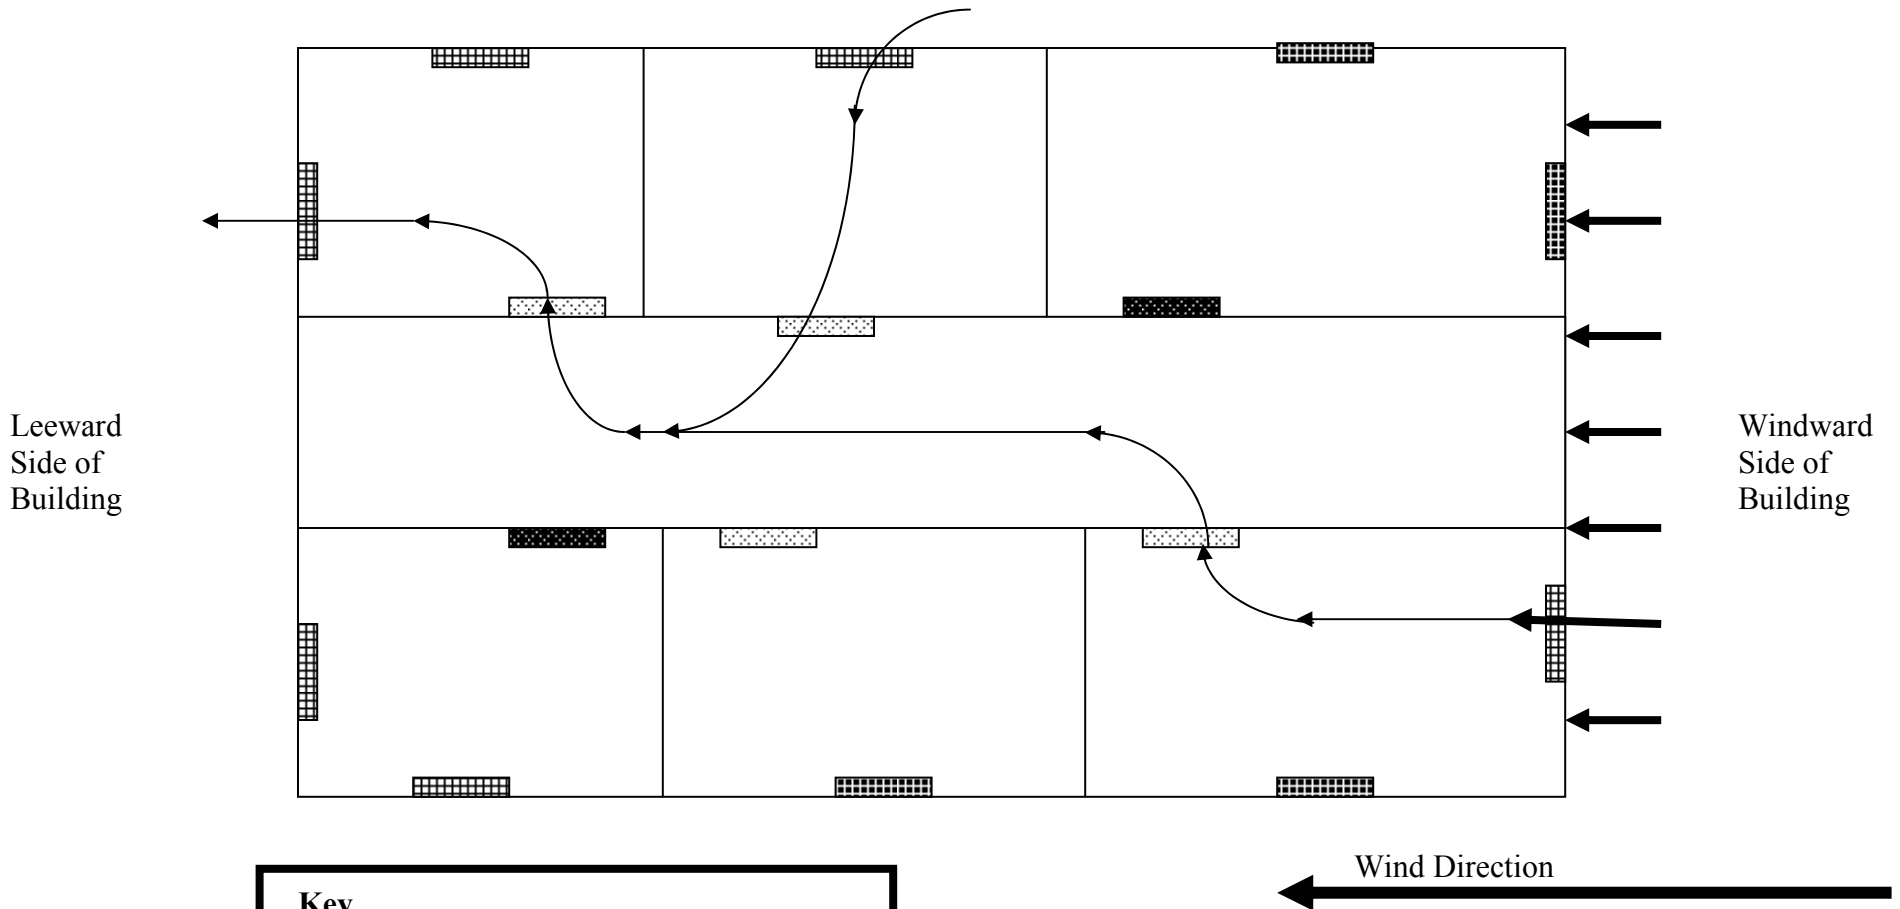 Leeward
Side of
Building
Windward
Side of
Building
Wind Direction
Key